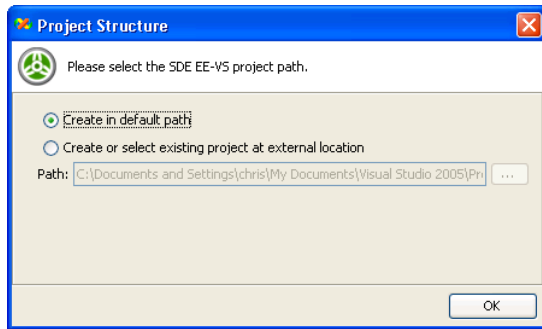 Project Structure
Please select the SDE EE-VS project path.
Create in default path
Create or select existing project at external location
Path: C:\Documents and Settings\chris\My Documents\Visual Studio 2005\Pr ...
OK